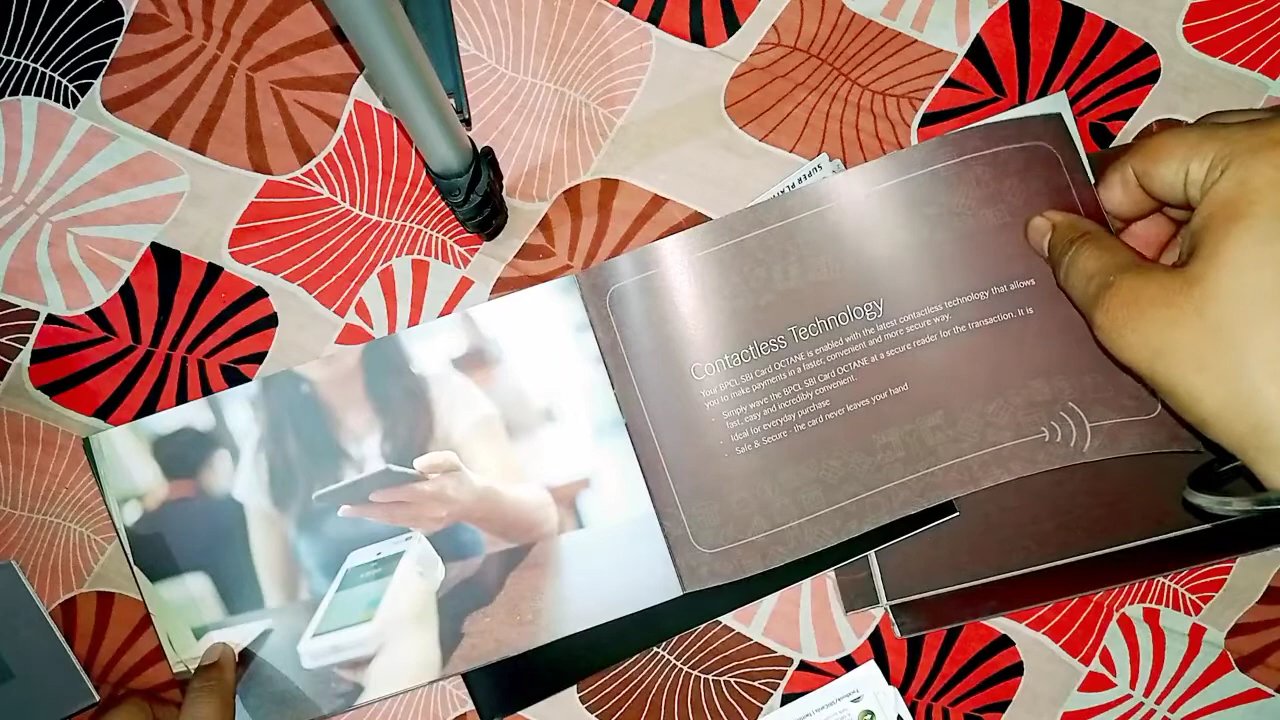 SUPER PLATI
Contactless Technology
Your BPCL SBI Card OCTANE is enabled with the latest contactless technology that allows
you to make payments in a faster, convenient and more secure way.
• Simply wave the BPCL SBI Card OCTANE at a secure reader for the transaction. It is
fast, easy and incredibly convenient.
• Ideal for everyday purchase
• Safe & Secure - the card never leaves your hand